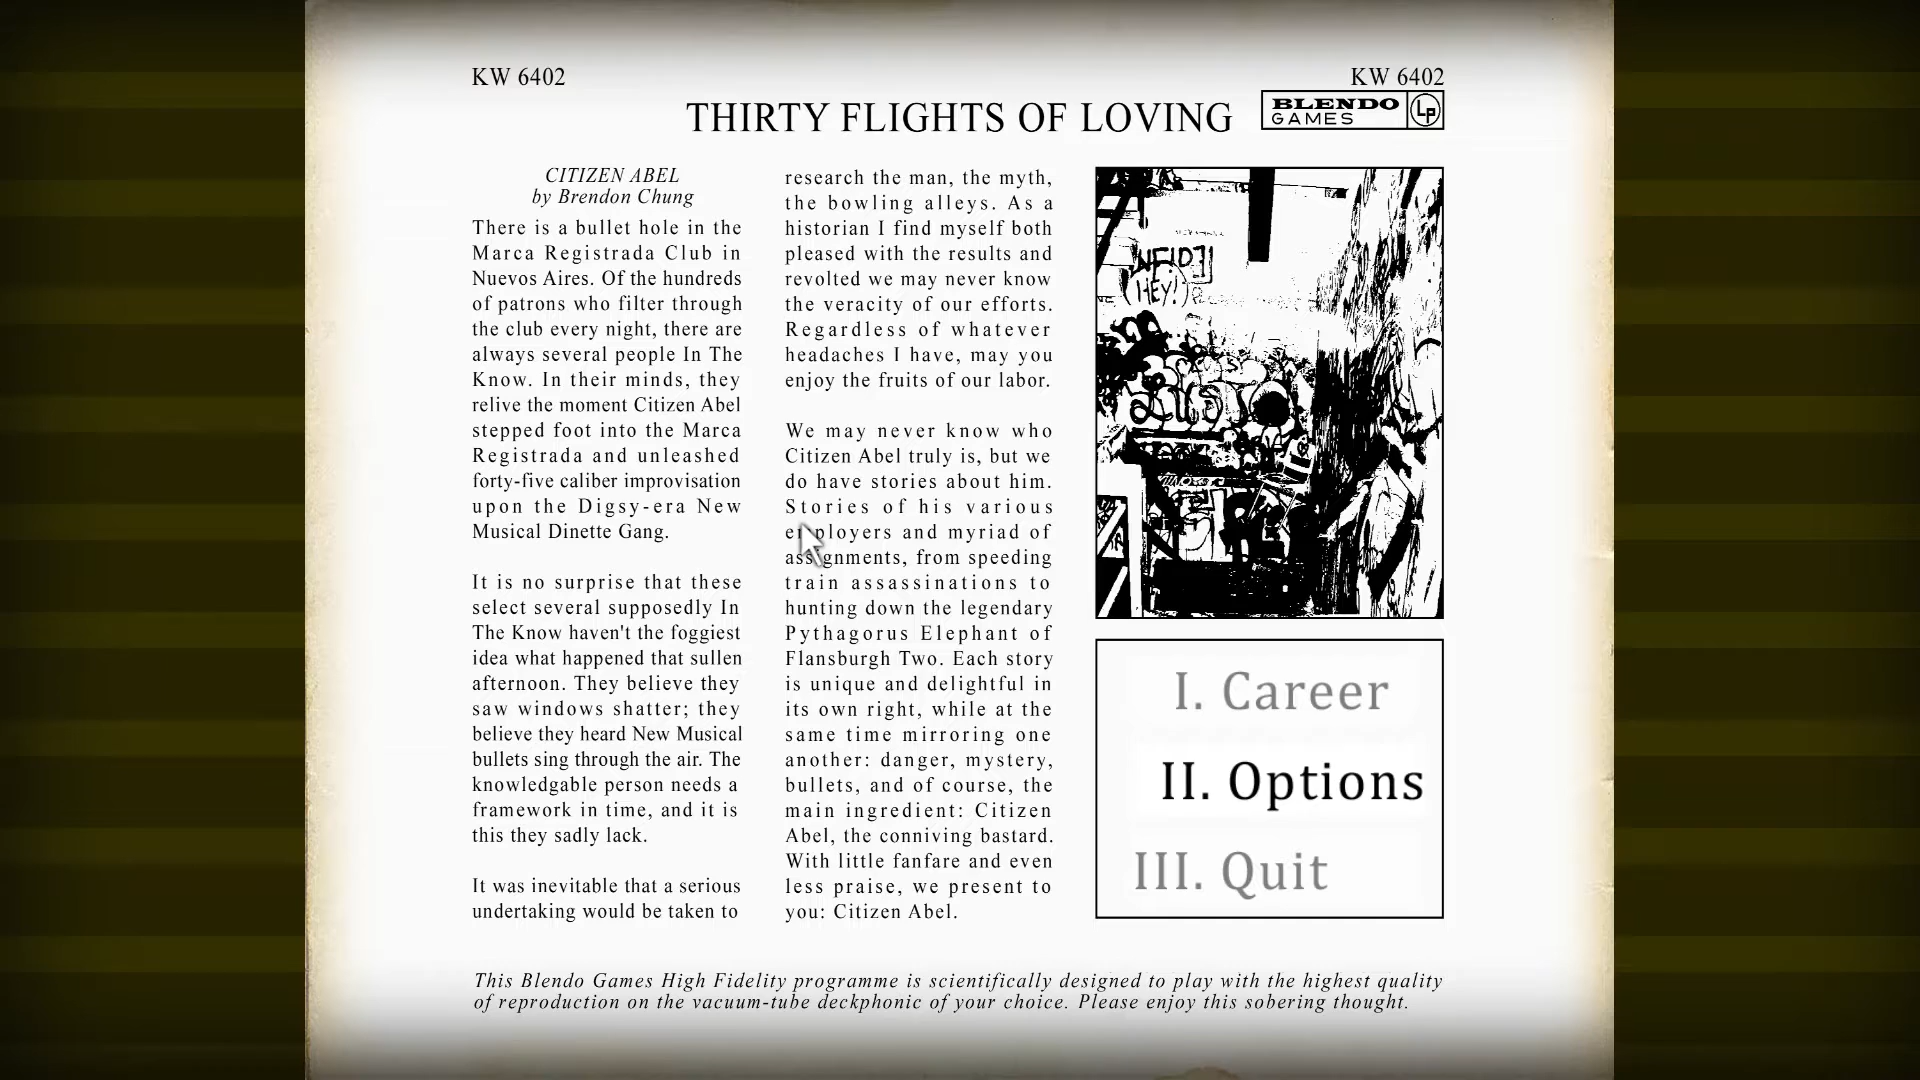 KW 6402
KW 6402
THIRTY FLIGHTS OF LOVING
BLENDO
GAMES
Lp
CITIZEN ABEL
by Brendon Chung
There is a bullet hole in the
Marca Registrada Club in
Nuevos Aires. Of the hundreds
of patrons who filter through
the club every night, there are
always several people In The
Know. In their minds, they
relive the moment Citizen Abel
stepped foot into the Marca
Registrada and unleashed
forty-five caliber improvisation
upon the Digsy-era New
Musical Dinette Gang.
It is no surprise that these
select several supposedly In
The Know haven't the foggiest
idea what happened that sullen
afternoon. They believe they
saw windows shatter; they
believe they heard New Musical
bullets sing through the air. The
knowledgable person needs a
framework in time, and it is
this they sadly lack.
It was inevitable that a serious
undertaking would be taken to
research the man, the myth,
the bowling alleys. As a
historian I find myself both
pleased with the results and
revolted we may never know
the veracity of our efforts.
Regardless of whatever
headaches I have, may you
enjoy the fruits of our labor.
We may never know who
Citizen Abel truly is, but we
do have stories about him.
Stories of his various
employers and myriad of
assignments, from speeding
train assassinations to
hunting down the legendary
Pythagorus Elephant of
Flansburgh Two. Each story
is unique and delightful in
its own right, while at the
same time mirroring one
another: danger, mystery,
bullets, and of course, the
main ingredient: Citizen
Abel, the conniving bastard.
With little fanfare and even
less praise, we present to
you: Citizen Abel.
HEY!
I. Career
II. Options
III. Quit
This Blendo Games High Fidelity programme is scientifically designed to play with the highest quality
of reproduction on the vacuum-tube deckphonic of your choice. Please enjoy this sobering thought.